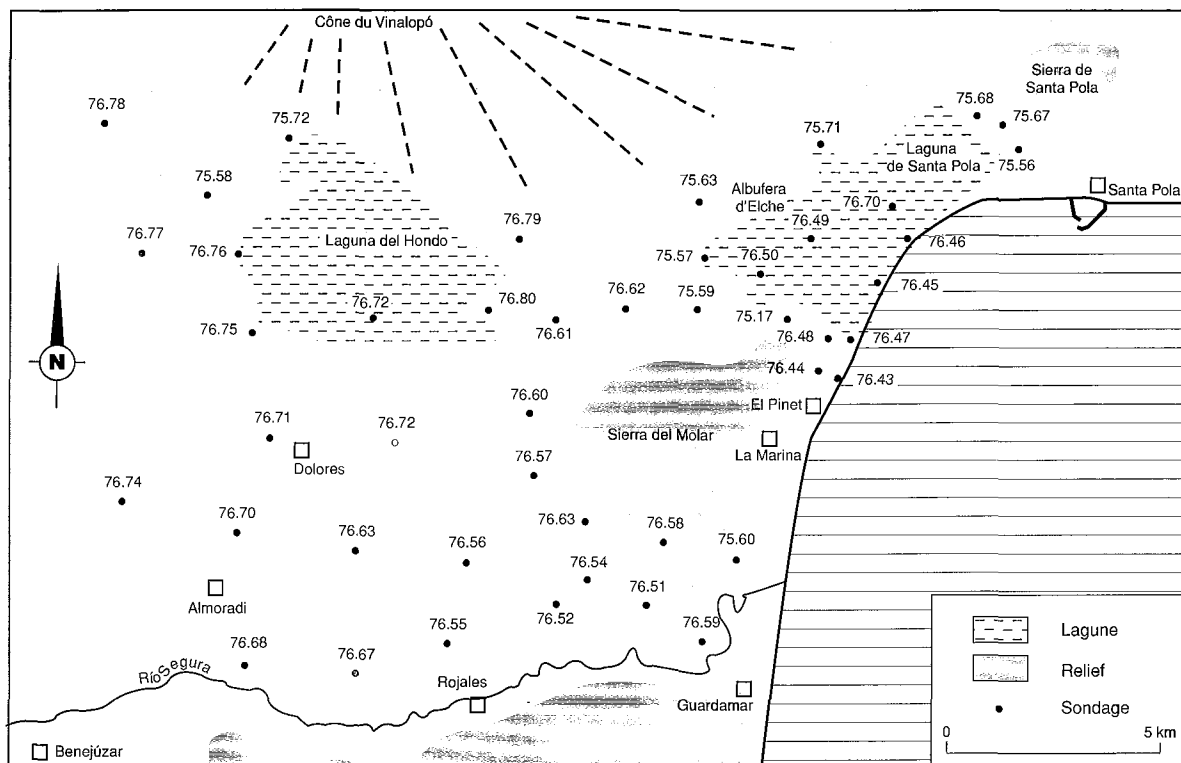 Cône du Vinalopó
Sierra de
Santa Pola
76.78
75.72
75.68
75.67
75.71
Laguna
de Santa Pola
75.56
75.58
75.63
Albufera
d'Elche
Santa Pola
76.70
76.79
76.49
76.77
76.76
Laguna del Hondo
76.46
75.57
76.50
76.45
76.72
76.80
76.62
75.59
75.17
76.75
76.61
76.48
76.47
76.44
76.43
76.60
El Pinet
76.71
76.72
Sierra del Molar
La Marina
Dolores
76.57
76.74
76.70
76.63
76.63
76.58
76.56
75.60
76.54
76.51
Almoradi
76.52
76.55
76.59
76.68
76.67
Río Segura
Rojales
Guardamar
Benejúzar
N
Lagune
Relief
Sondage
0 5 km